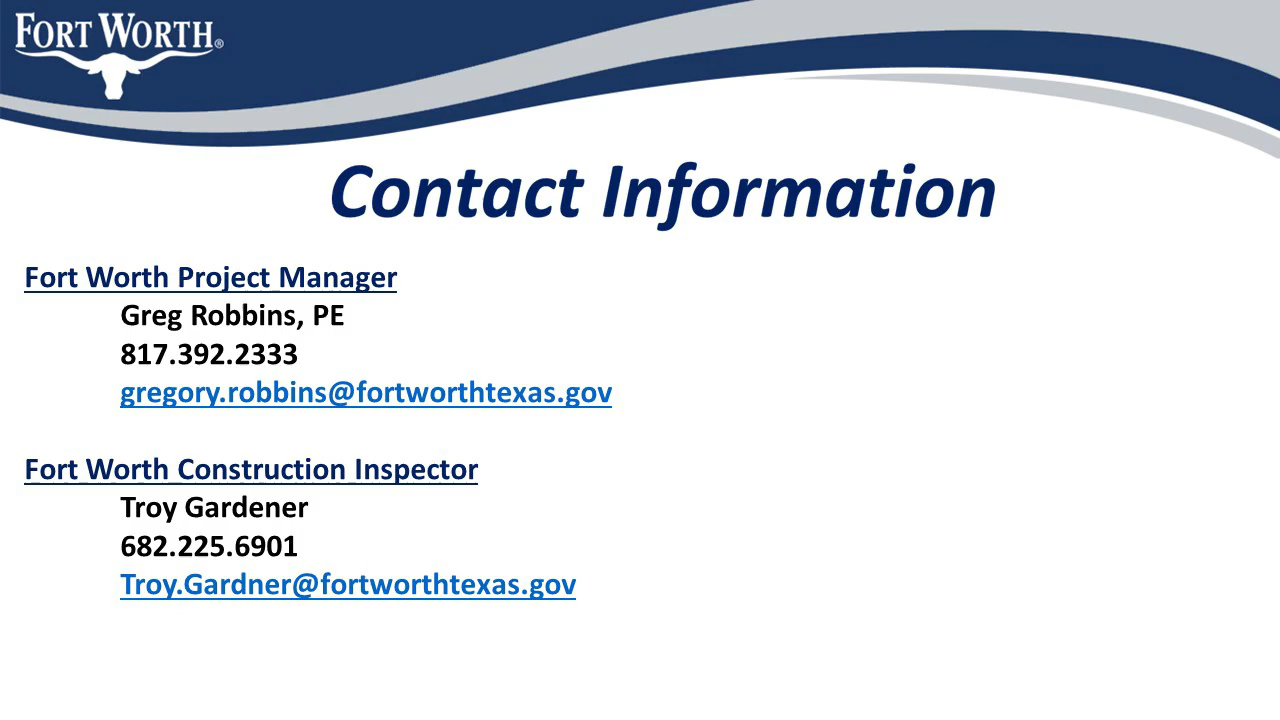 FORT WORTH®
Contact Information
Fort Worth Project Manager
Greg Robbins, PE
817.392.2333
gregory.robbins@fortworthtexas.gov
Fort Worth Construction Inspector
Troy Gardener
682.225.6901
Troy.Gardner@fortworthtexas.gov